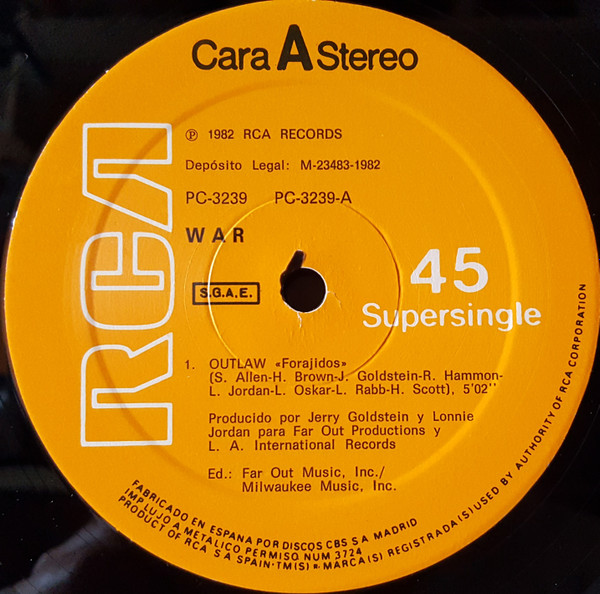 Cara A Stereo
RCA
℗ 1982 RCA RECORDS
Depósito Legal: M-23483-1982
PC-3239 PC-3239-A
WAR
S.G.A.E.
45
Supersingle
1. OUTLAW «Forajidos»
(S. Allen-H. Brown-J. Goldstein-R. Hammon-
L. Jordan-L. Oskar-L. Rabb-H. Scott), 5'02''
Producido por Jerry Goldstein y Lonnie
Jordan para Far Out Productions y
L. A. International Records
Ed.: Far Out Music, Inc./
Milwaukee Music, Inc.
FABRICADO EN ESPAÑA POR DISCOS CBS S A MADRID
IMP LUJO A METALICO PERMISO NUM 3724
PRODUCT OF RCA S A SPAIN·TM(S) ®. MARCA(S) REGISTRADA(S) USED BY AUTHORITY OF RCA CORPORATION